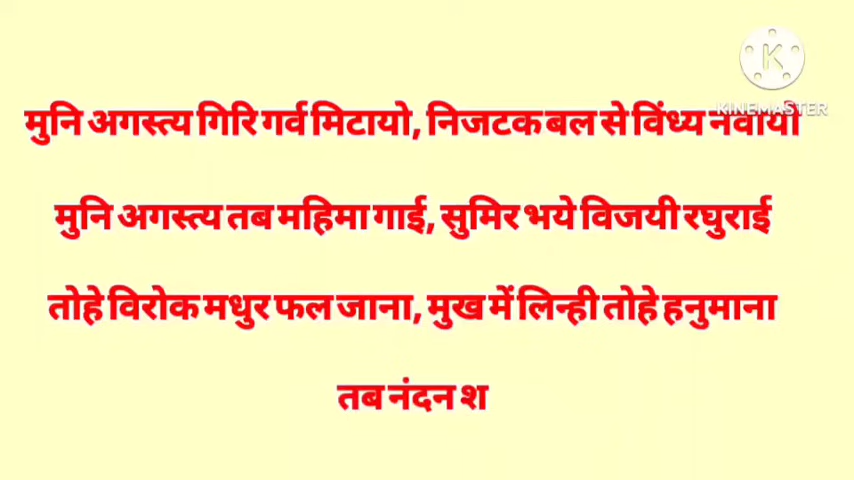 K
KINEMASTER
मुनि अगस्त्य गिरि गर्व मिटायो, निजटक बल से विंध्य नवायो
मुनि अगस्त्य तब महिमा गाई, सुमिर भये विजयी रघुराई
तोहे विरोक मधुर फल जाना, मुख में लिन्ही तोहे हनुमाना
तब नंदन श